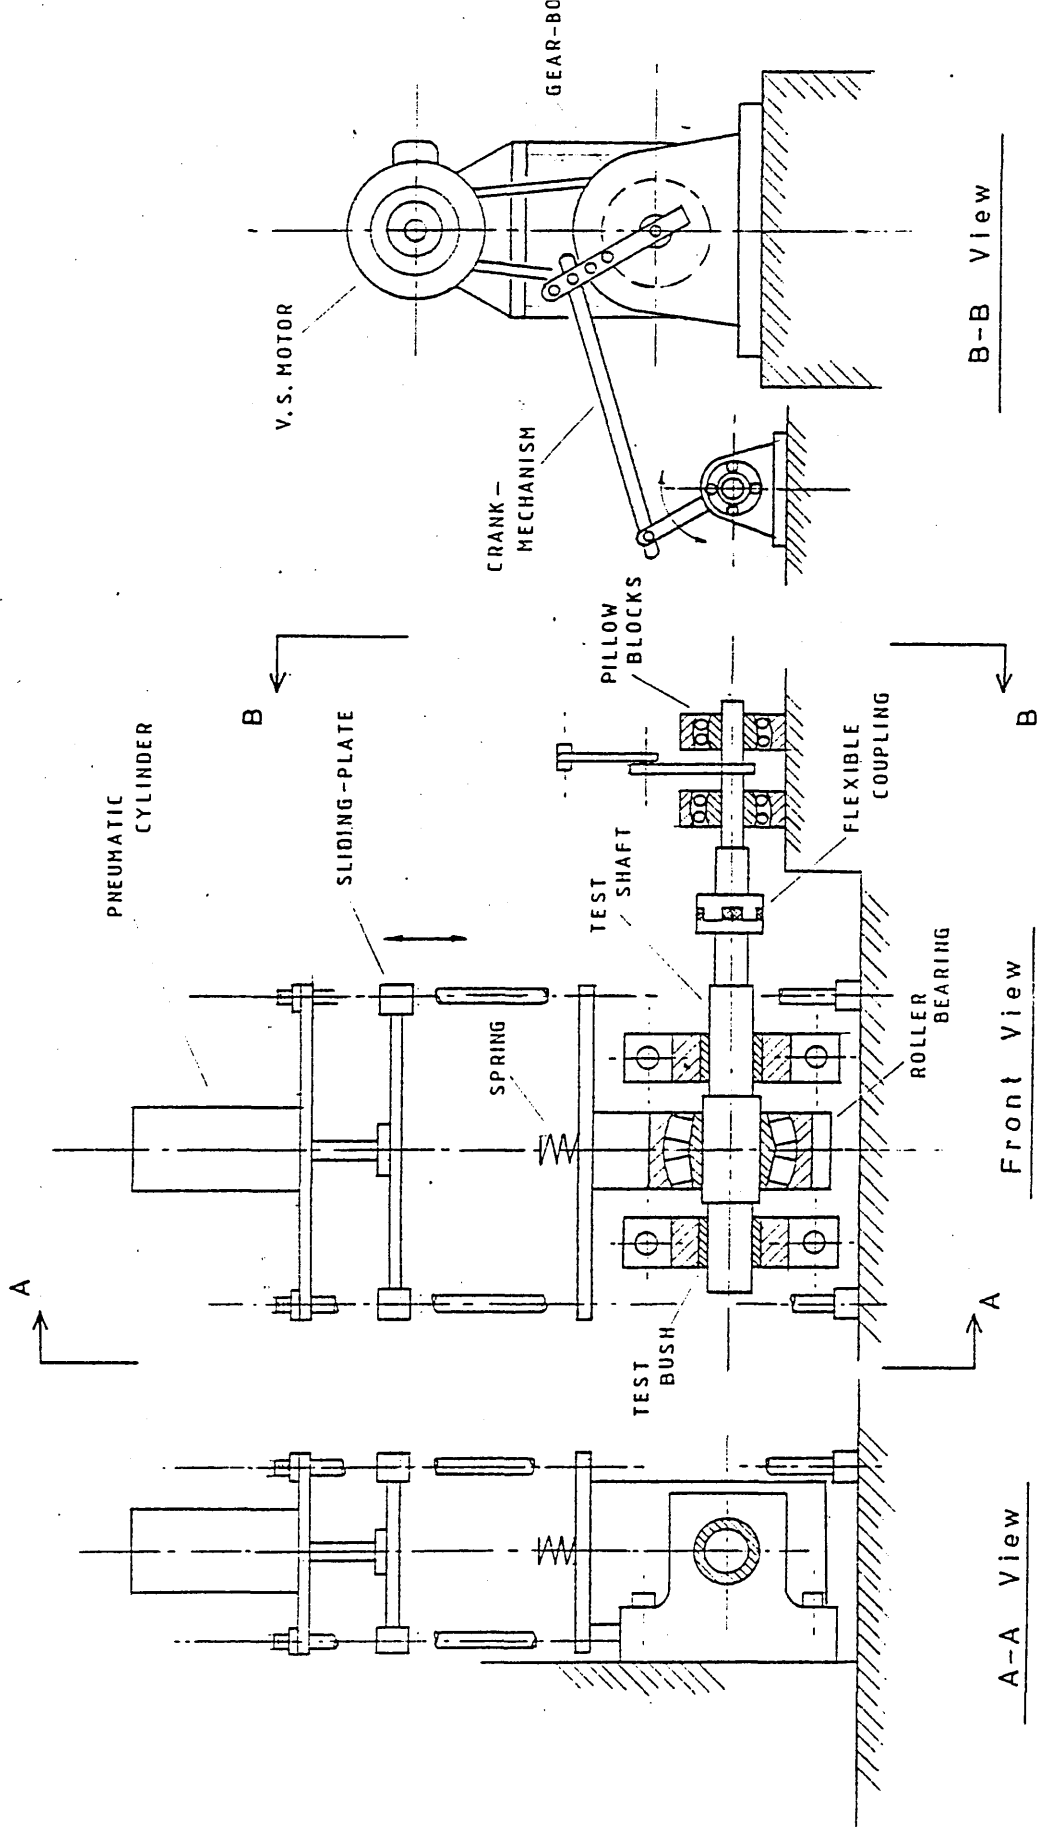 A
A
PNEUMATIC
CYLINDER
SLIDING-PLATE
SPRING
TEST
BUSH
TEST
SHAFT
ROLLER
BEARING
FLEXIBLE
COUPLING
PILLOW
BLOCKS
B
B
V.S. MOTOR
CRANK-
MECHANISM
GEAR-BO
A-A View
Front View
B-B View